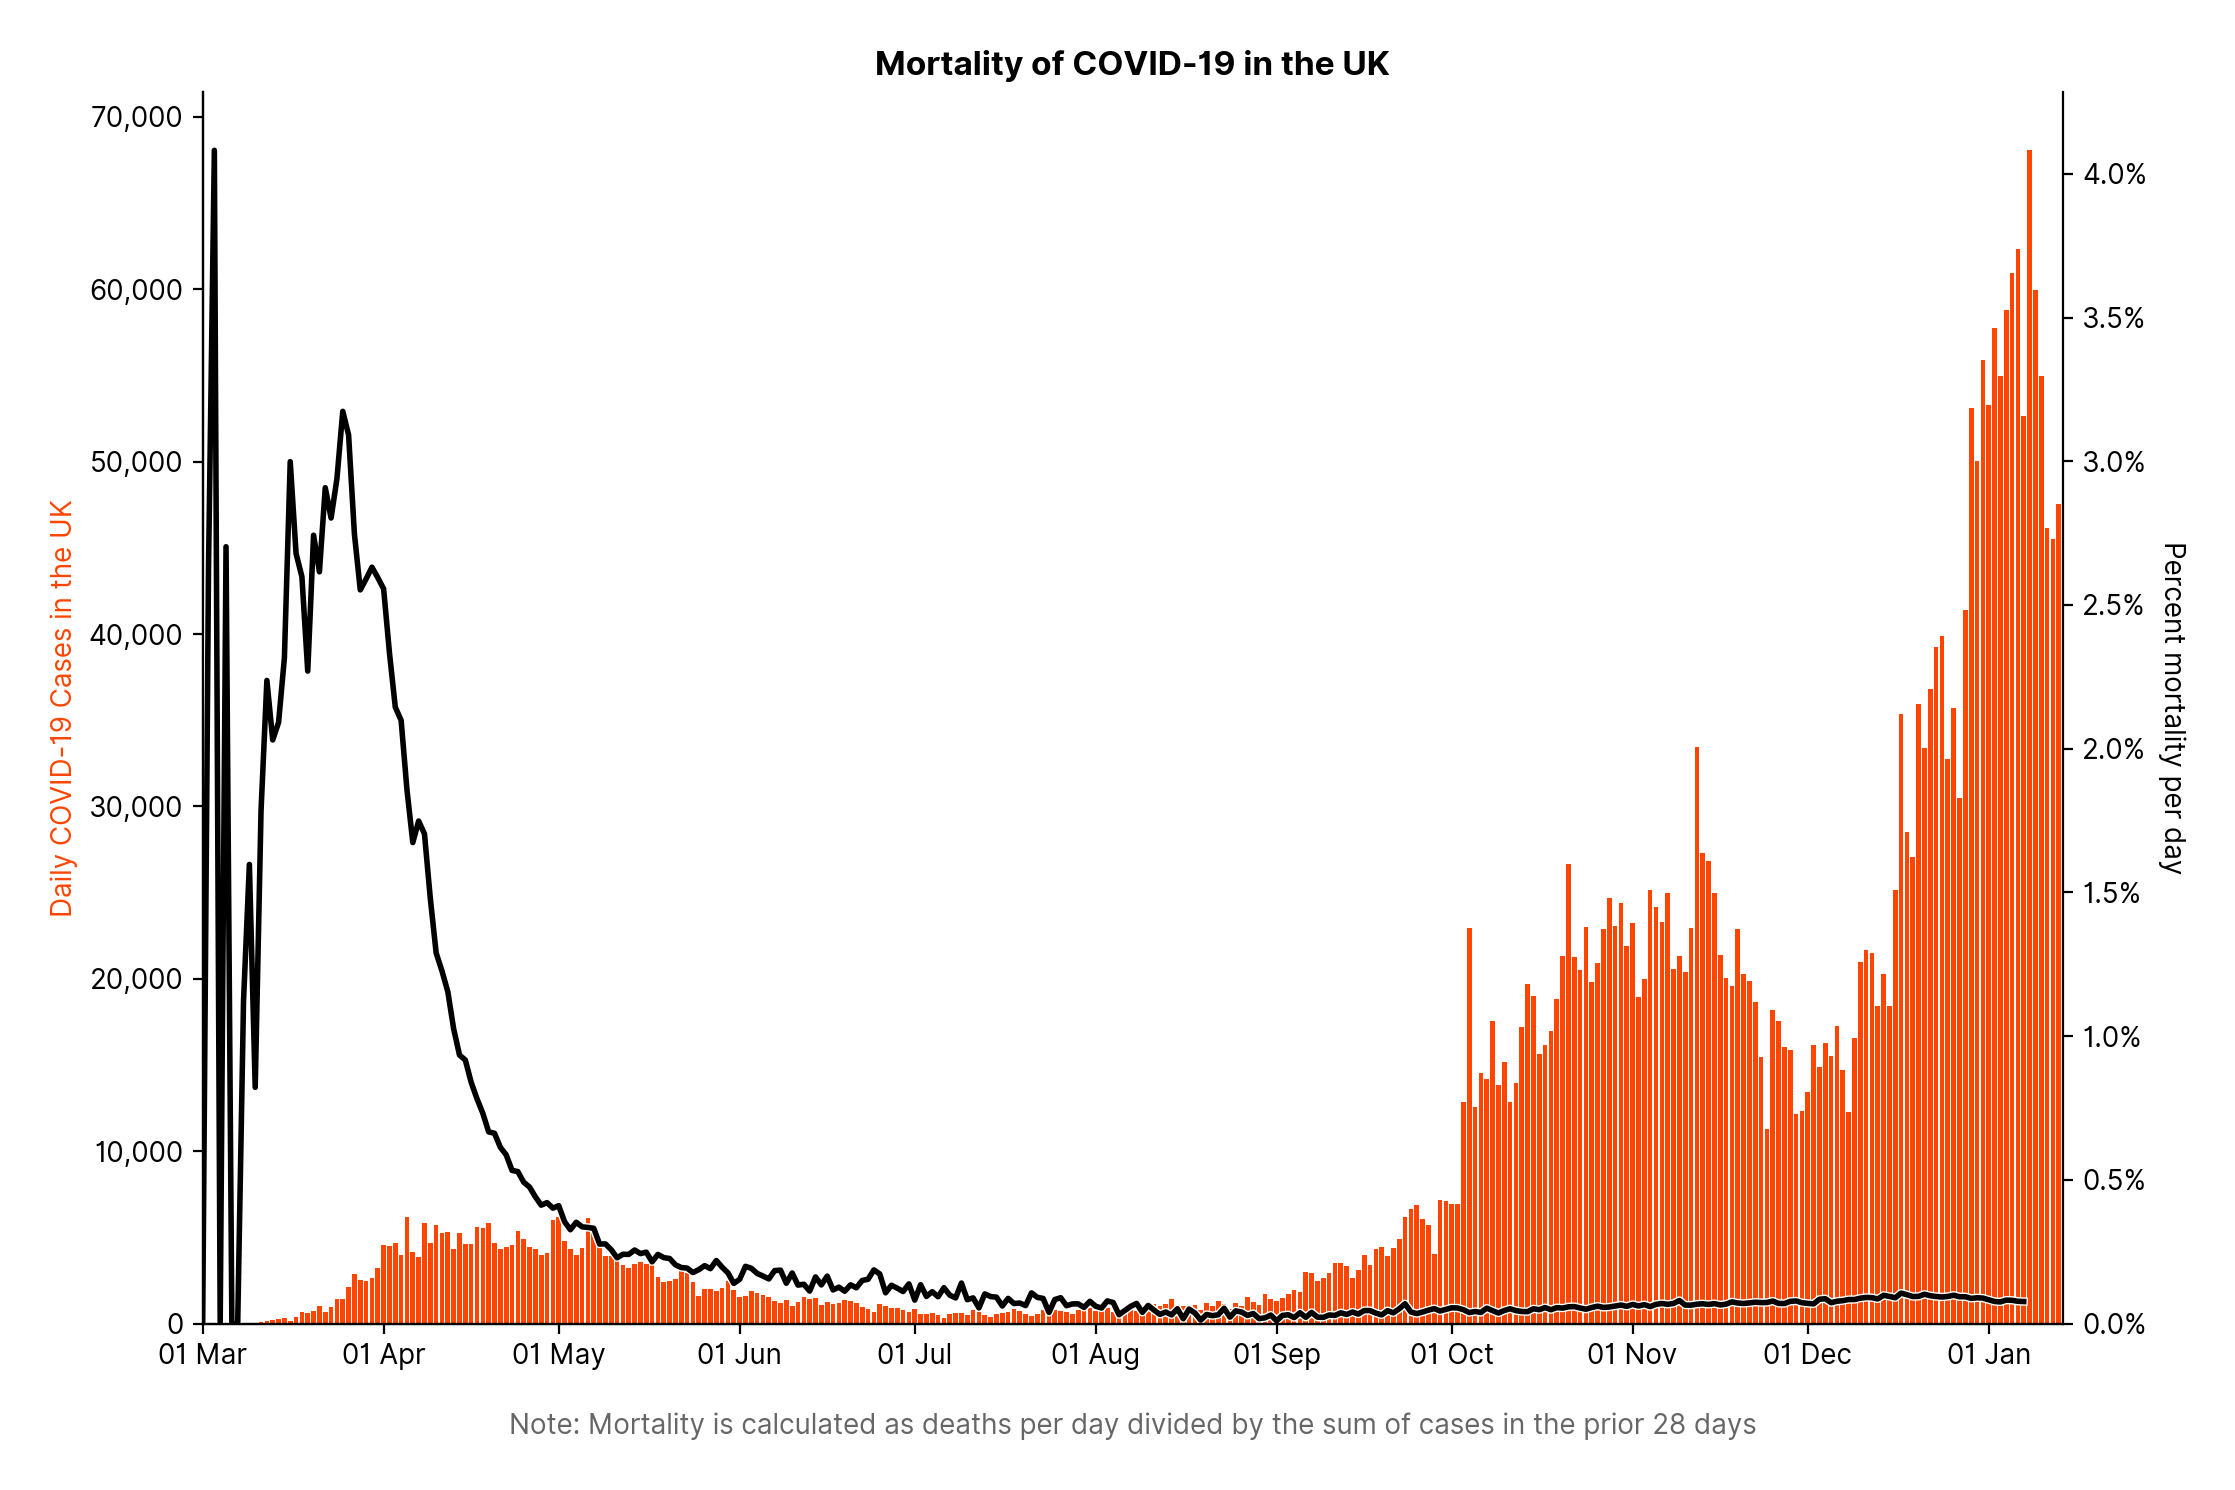 Mortality of COVID-19 in the UK
Daily COVID-19 Cases in the UK
70,000
60,000
50,000
40,000
30,000
20,000
10,000
0
4.0%
3.5%
3.0%
2.5%
2.0%
1.5%
1.0%
0.5%
0.0%
Percent mortality per day
01 Mar
01 Apr
01 May
01 Jun
01 Jul
01 Aug
01 Sep
01 Oct
01 Nov
01 Dec
01 Jan
Note: Mortality is calculated as deaths per day divided by the sum of cases in the prior 28 days